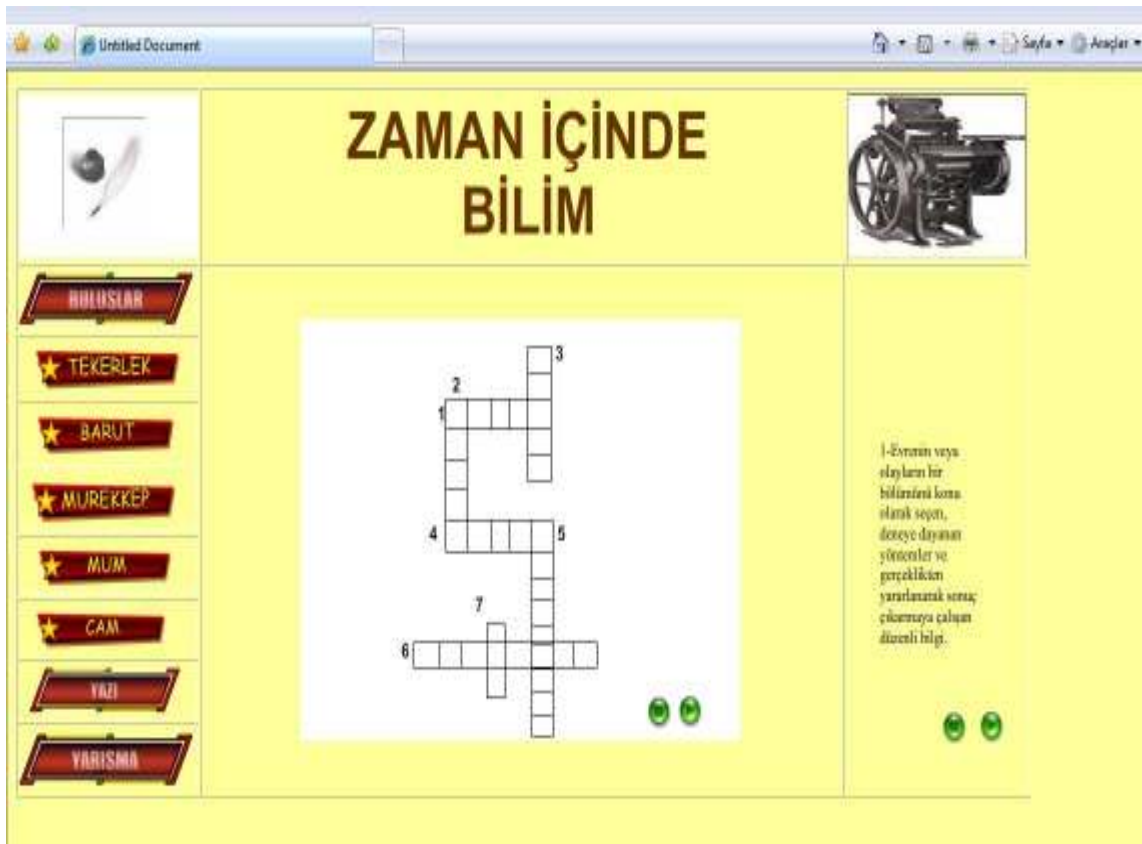 Untitled Document
Sayfa
Araçlar
ZAMAN İÇİNDE
BİLİM
BULUSLAR
TEKERLEK
BARUT
MUREKKEP
MUM
CAM
YAZI
YARISMA
3
2
1
4
5
7
6
1-Evrenin veya
olayların bir
bölümünü konu
olarak seçen,
deneye dayanan
yöntemler ve
gerçeklikten
yararlanarak sonuç
çıkarmaya çalışan
düzenli bilgi.